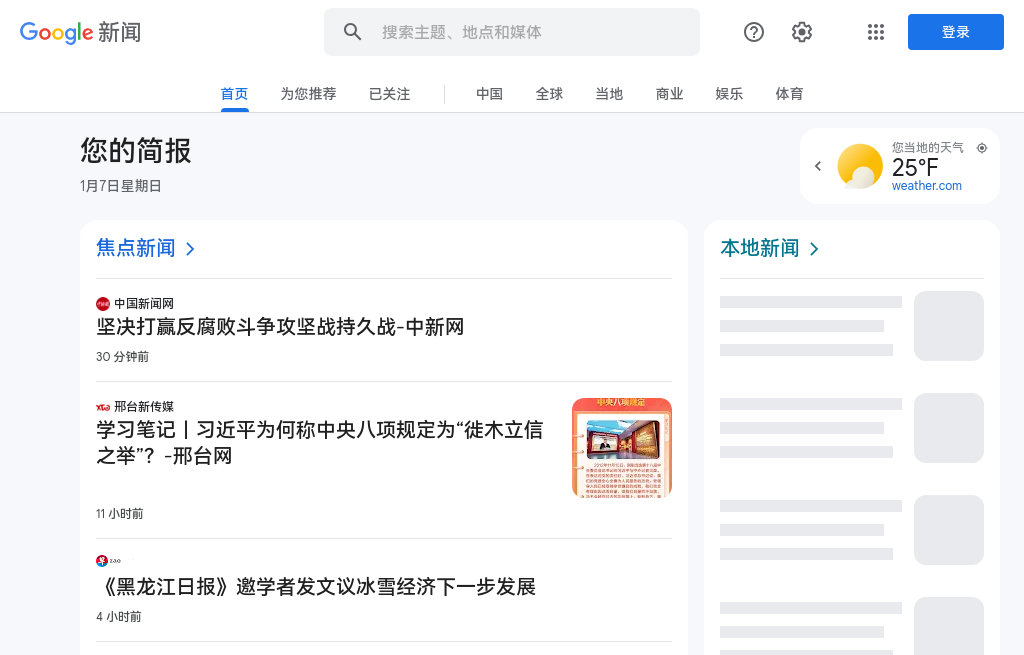 Google 新闻
搜索主题、地点和媒体
登录
首页 为您推荐 已关注 中国 全球 当地 商业 娱乐 体育
您的简报
1月7日星期日
您当地的天气
25°F
weather.com
焦点新闻
中国新闻网
坚决打赢反腐败斗争攻坚战持久战-中新网
30 分钟前
邢台新传媒
学习笔记丨习近平为何称中央八项规定为“徙木立信
之举”？-邢台网
中央八项规定
11 小时前
《黑龙江日报》邀学者发文议冰雪经济下一步发展
4 小时前
本地新闻